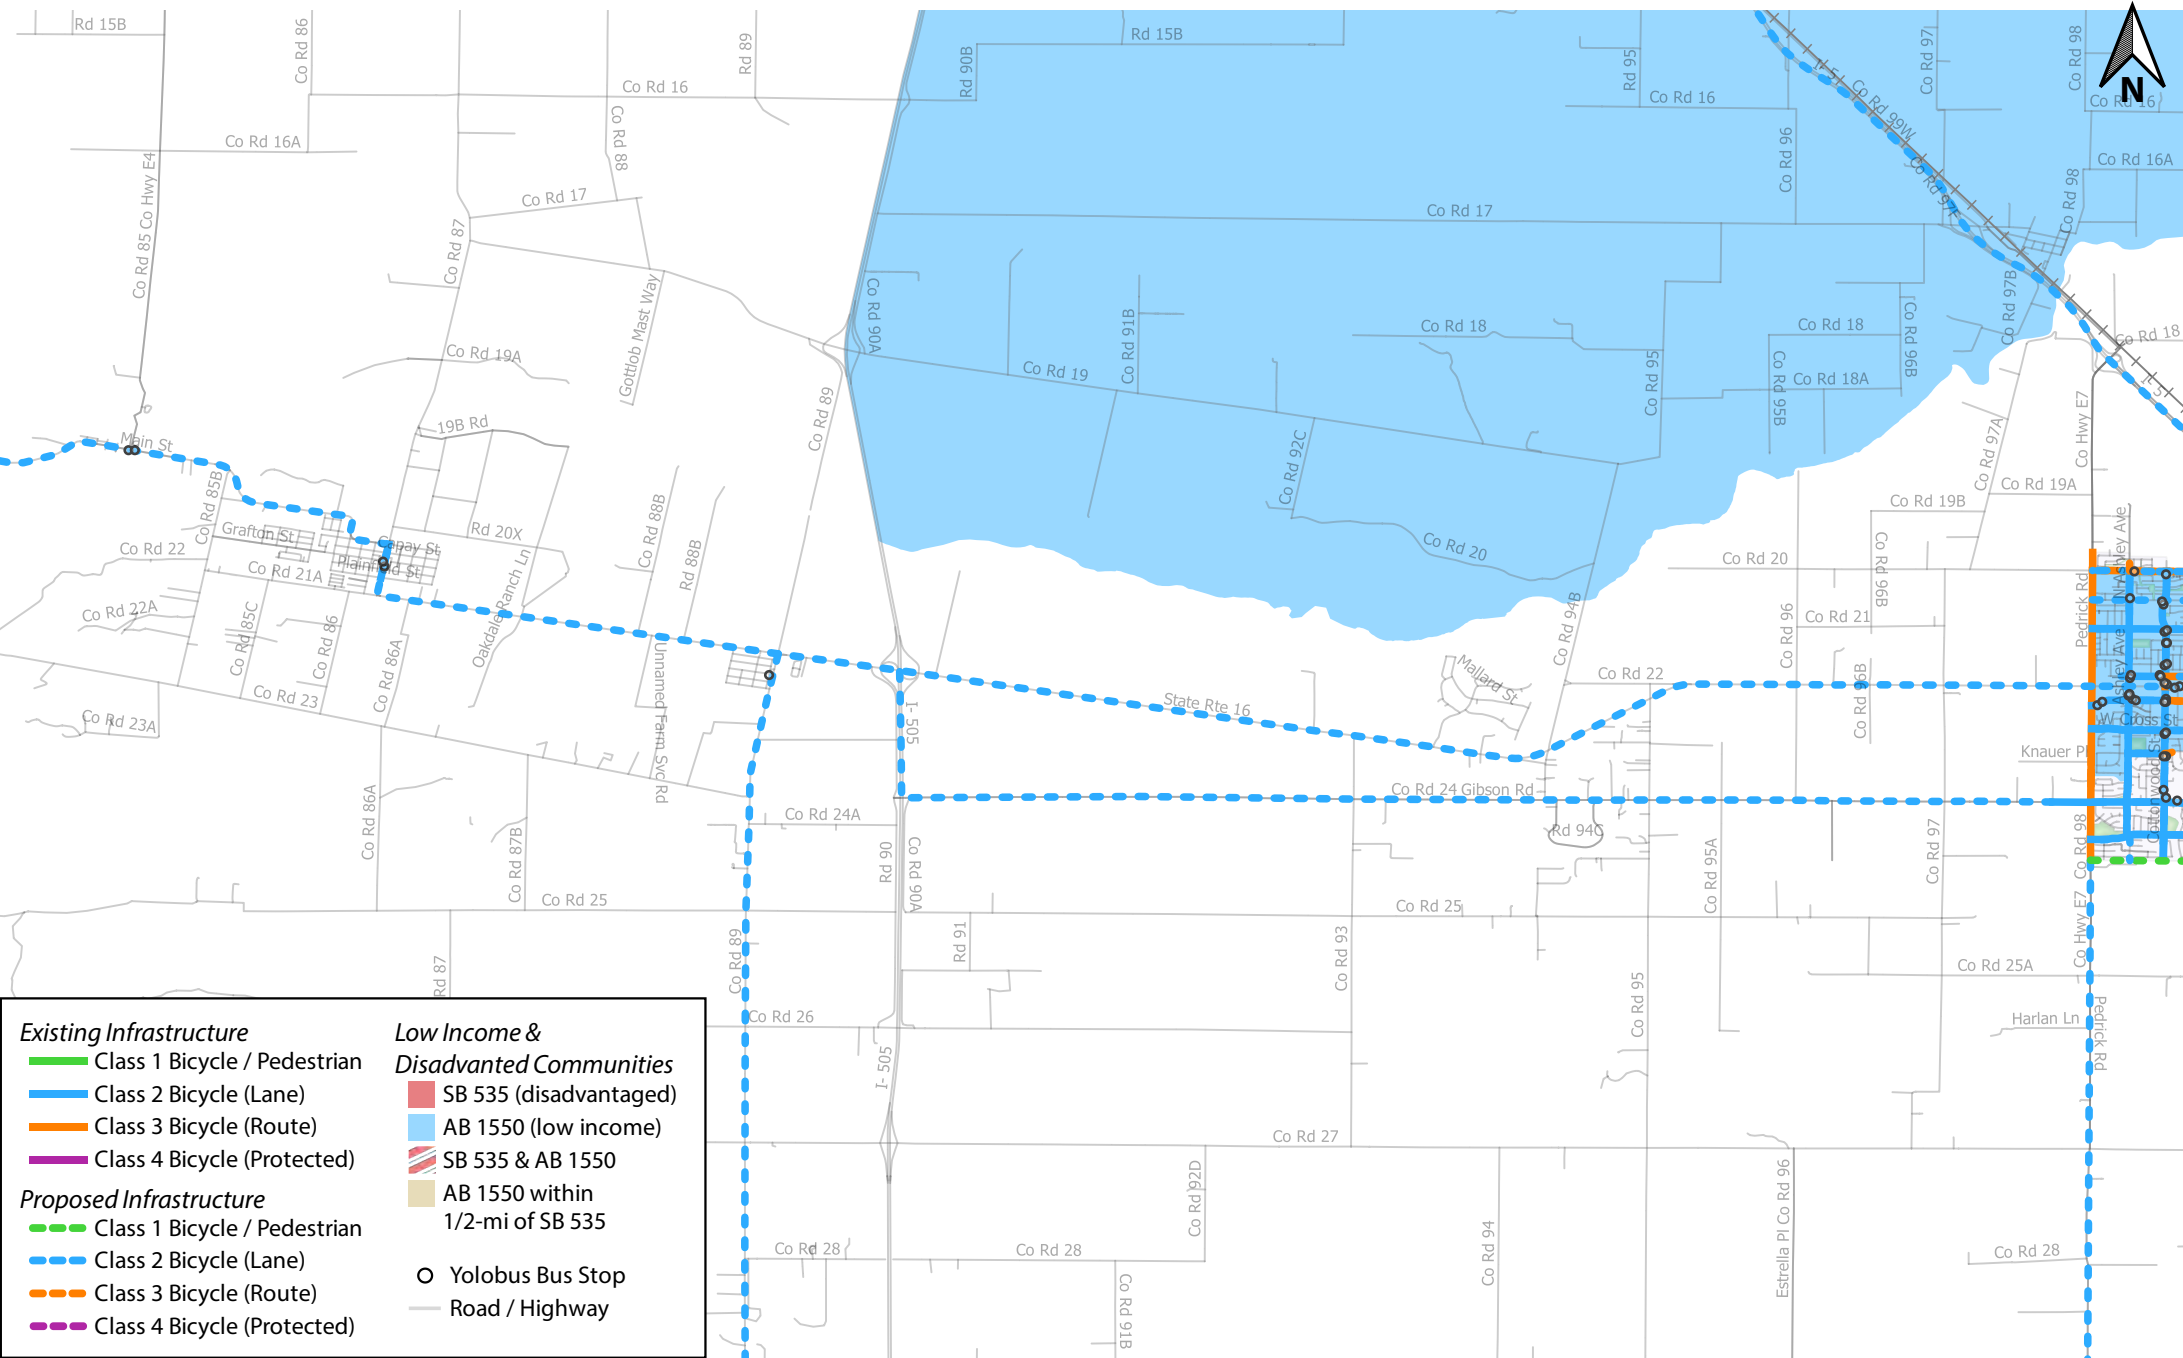 Rd 15B
Co Rd 86
Rd 89
Rd 90B
Rd 15B
Rd 95
Co Rd 97
Co Rd 98
N
Co Rd 16
Co Rd 16
Co Rd 16
I- 5
Co Rd 99W
Co Rd 16A
Co Rd 88
Co Rd 96
Co Rd 97F
Co Rd 16A
Co Rd 85 Co Hwy E4
Co Rd 17
Co Rd 17
Co Rd 98
Co Rd 87
Gottlob Mast Way
Co Rd 90A
Co Rd 91B
Co Rd 18
Co Rd 18
Co Rd 96B
Co Rd 97B
Co Rd 18
Co Rd 19A
Co Rd 19
Co Rd 95
Co Rd 95B
Co Rd 18A
I- 5
Co Rd 89
19B Rd
Main St
Co Rd 92C
Co Rd 97A
Co Hwy E7
Co Rd 85B
Co Rd 19A
Co Rd 19B
Co Rd 88B
Rd 88B
Rd 20X
Grafton St
Capay St
Co Rd 22
Plainfield St
Co Rd 21A
Oakdale Ranch Ln
Co Rd 20
Co Rd 20
Co Rd 96B
N Ashley Ave
Pedrick Rd
Co Rd 22A
Co Rd 85C
Co Rd 86
Co Rd 86A
Co Rd 94B
Co Rd 96
Co Rd 21
Ashley Ave
Unnamed Farm Svc Rd
Mallard St
Co Rd 22
Co Rd 96B
Co Rd 23
Co Rd 23A
I- 505
State Rte 16
W Cross St
Knauer Pl
Cottonwood St
Co Rd 24 Gibson Rd
Co Rd 86A
Co Rd 87B
Co Rd 24A
Rd 90
Co Rd 90A
Rd 94C
Co Rd 95A
Co Rd 97
Co Rd 98
Co Rd 25
Co Rd 25
Co Hwy E7
Rd 87
Co Rd 89
Rd 91
Co Rd 93
Co Rd 95
Co Rd 25A
Pedrick Rd
Harlan Ln
Co Rd 26
I- 505
Co Rd 27
Co Rd 92D
Co Rd 94
Estrella Pl Co Rd 96
Co Rd 28
Co Rd 28
Co Rd 28
Co Rd 91B
Existing Infrastructure
Class 1 Bicycle / Pedestrian
Class 2 Bicycle (Lane)
Class 3 Bicycle (Route)
Class 4 Bicycle (Protected)
Proposed Infrastructure
Class 1 Bicycle / Pedestrian
Class 2 Bicycle (Lane)
Class 3 Bicycle (Route)
Class 4 Bicycle (Protected)
Low Income &
Disadvanted Communities
SB 535 (disadvantaged)
AB 1550 (low income)
SB 535 & AB 1550
AB 1550 within
1/2-mi of SB 535
Yolobus Bus Stop
Road / Highway